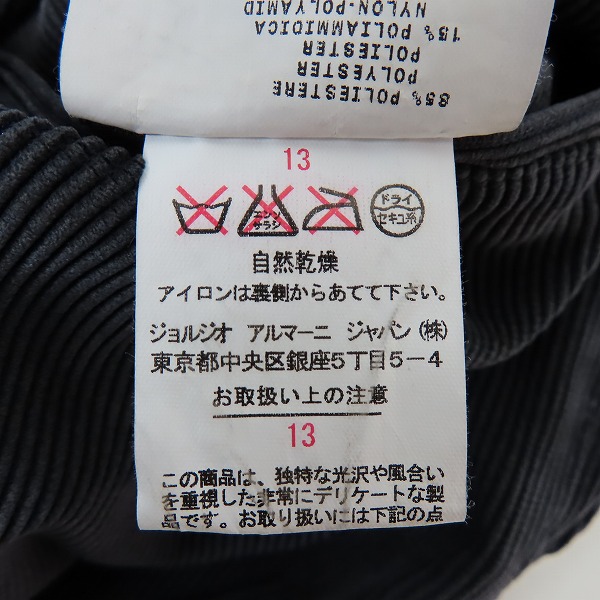 85% POLIESTERE
POLYESTER
POLIESTER
15% POLIAMMIDICA
NYLON-POLYAMID
13
エンソ
サラシ
ドライ
セキユ系
自然乾燥
アイロンは裏側からあてて下さい。
ジョルジオ アルマーニ ジャパン(株)
東京都中央区銀座5丁目5-4
お取扱い上の注意
13
この商品は、独特な光沢や風合い
を重視した非常にデリケートな製
品です。お取り扱いには下記の点